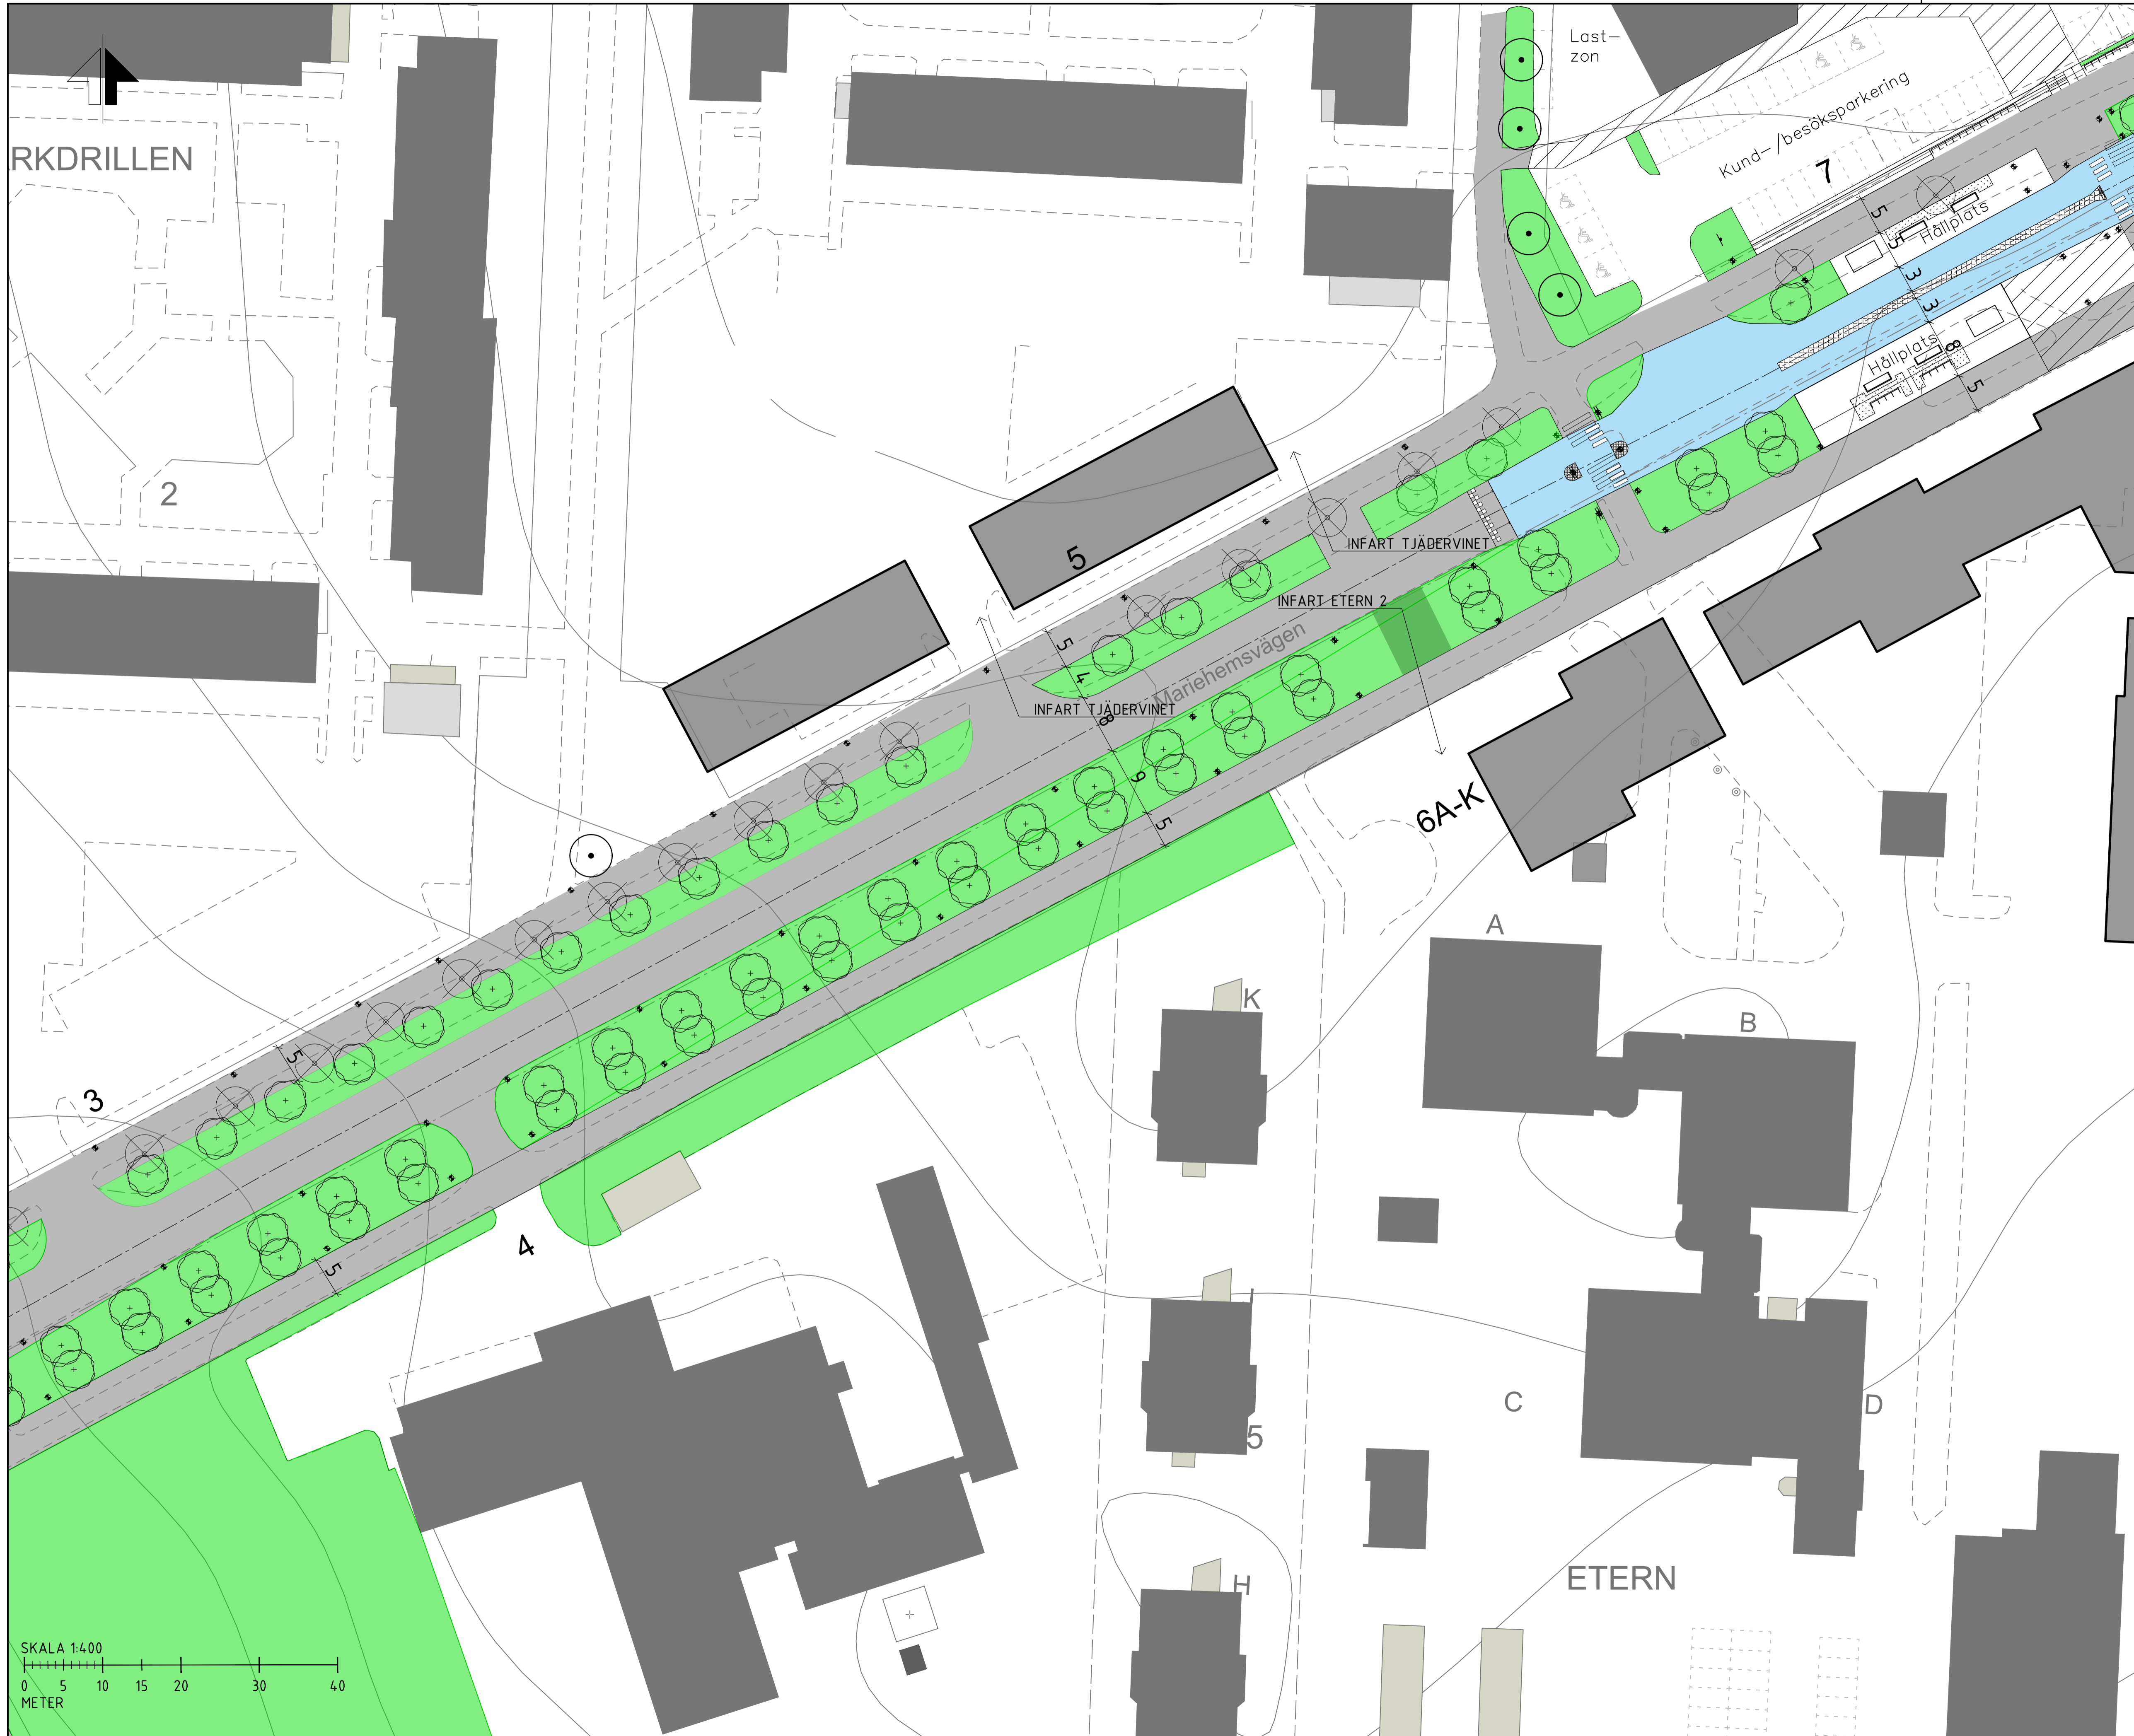 Last-
zon
Kund-/besöksparkering
7
RKDRILLEN
5
5
Hållplats
3
3
Hållplats
8
5
2
5
INFART TJÄDERVINET
INFART ETERN 2
Mariehemsvägen
5
4
INFART TJÄDERVINET
8
9
5
6A-K
A
K
B
5
3
4
5
J
C
D
5
H
ETERN
SKALA 1:400
0 5 10 15 20 30 40
METER